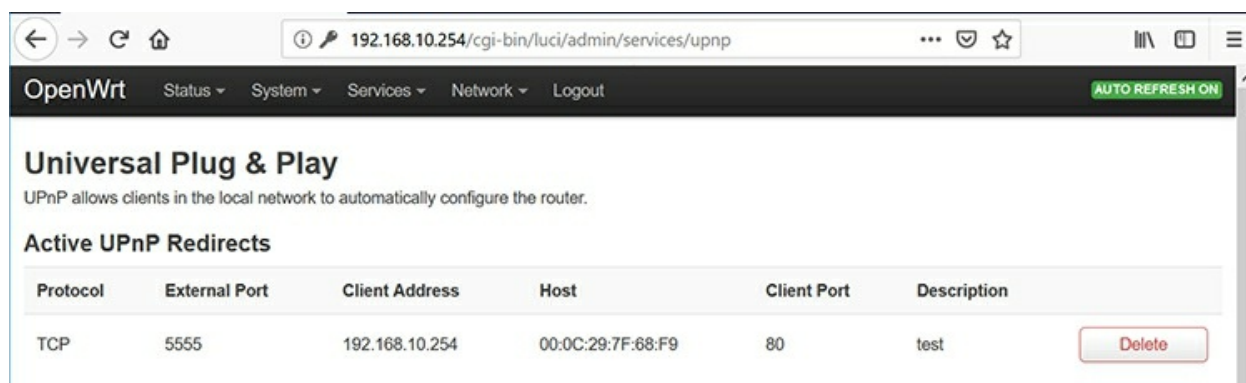 192.168.10.254/cgi-bin/luci/admin/services/upnp
OpenWrt Status System Services Network Logout AUTO REFRESH ON
Universal Plug & Play
UPnP allows clients in the local network to automatically configure the router.
Active UPnP Redirects
Protocol External Port Client Address Host Client Port Description
TCP 5555 192.168.10.254 00:0C:29:7F:68:F9 80 test Delete